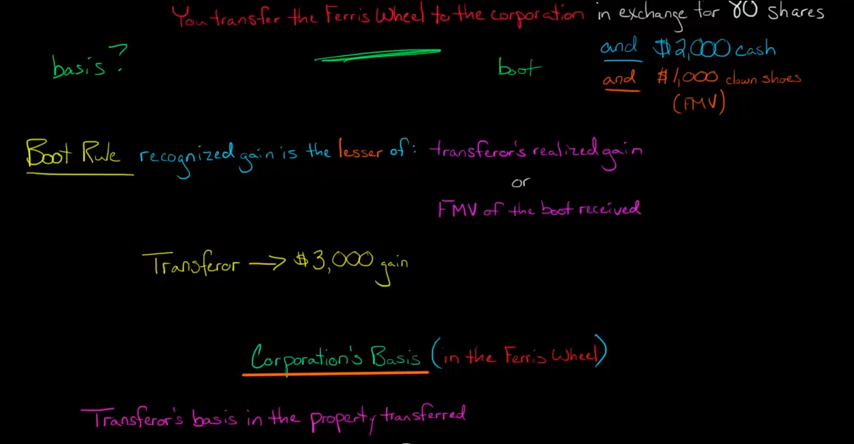 You transfer the Ferris Wheel to the corporation in exchange for 80 shares
and $2,000 cash
basis?
boot
and $1,000 clown shoes
(FMV)
Boot Rule recognized gain is the lesser of: transferor's realized gain
or
FMV of the boot received
Transferor → $3,000 gain
Corporation's Basis (in the Ferris Wheel)
Transferor's basis in the property transferred